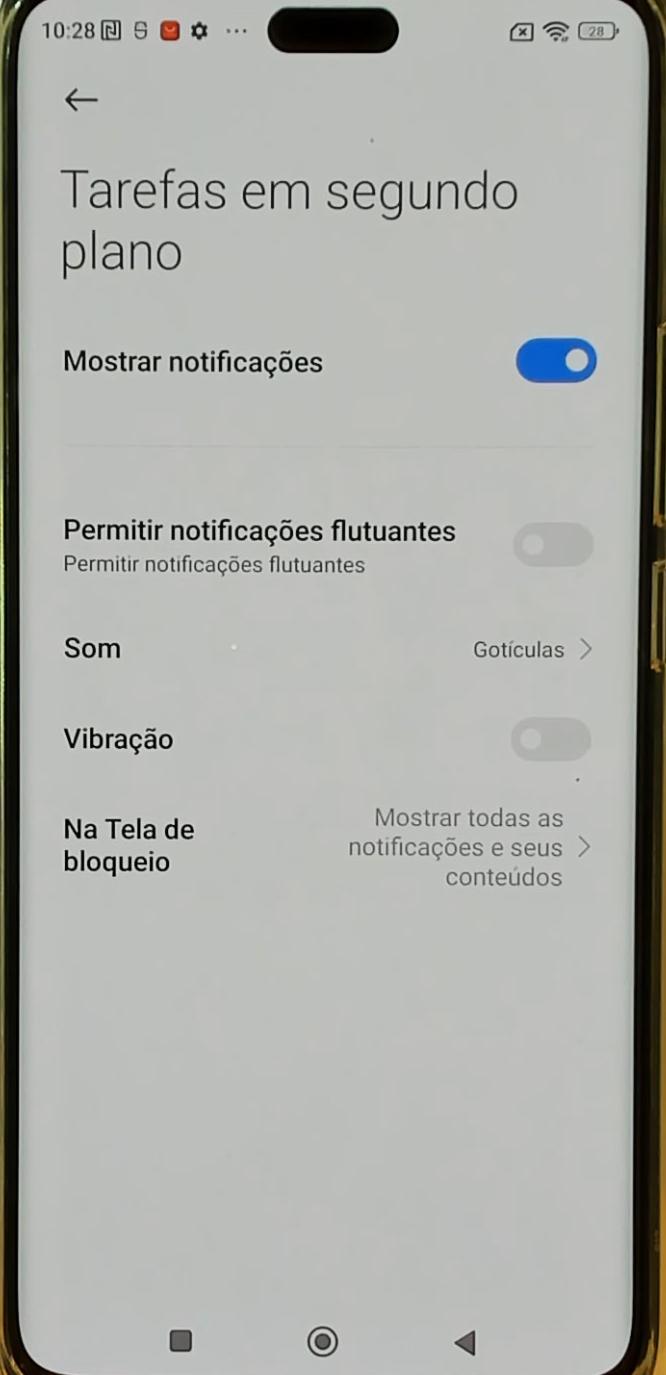 10:28
28
Tarefas em segundo
plano
Mostrar notificações
Permitir notificações flutuantes
Permitir notificações flutuantes
Som
Gotículas
Vibração
Na Tela de
bloqueio
Mostrar todas as
notificações e seus
conteúdos